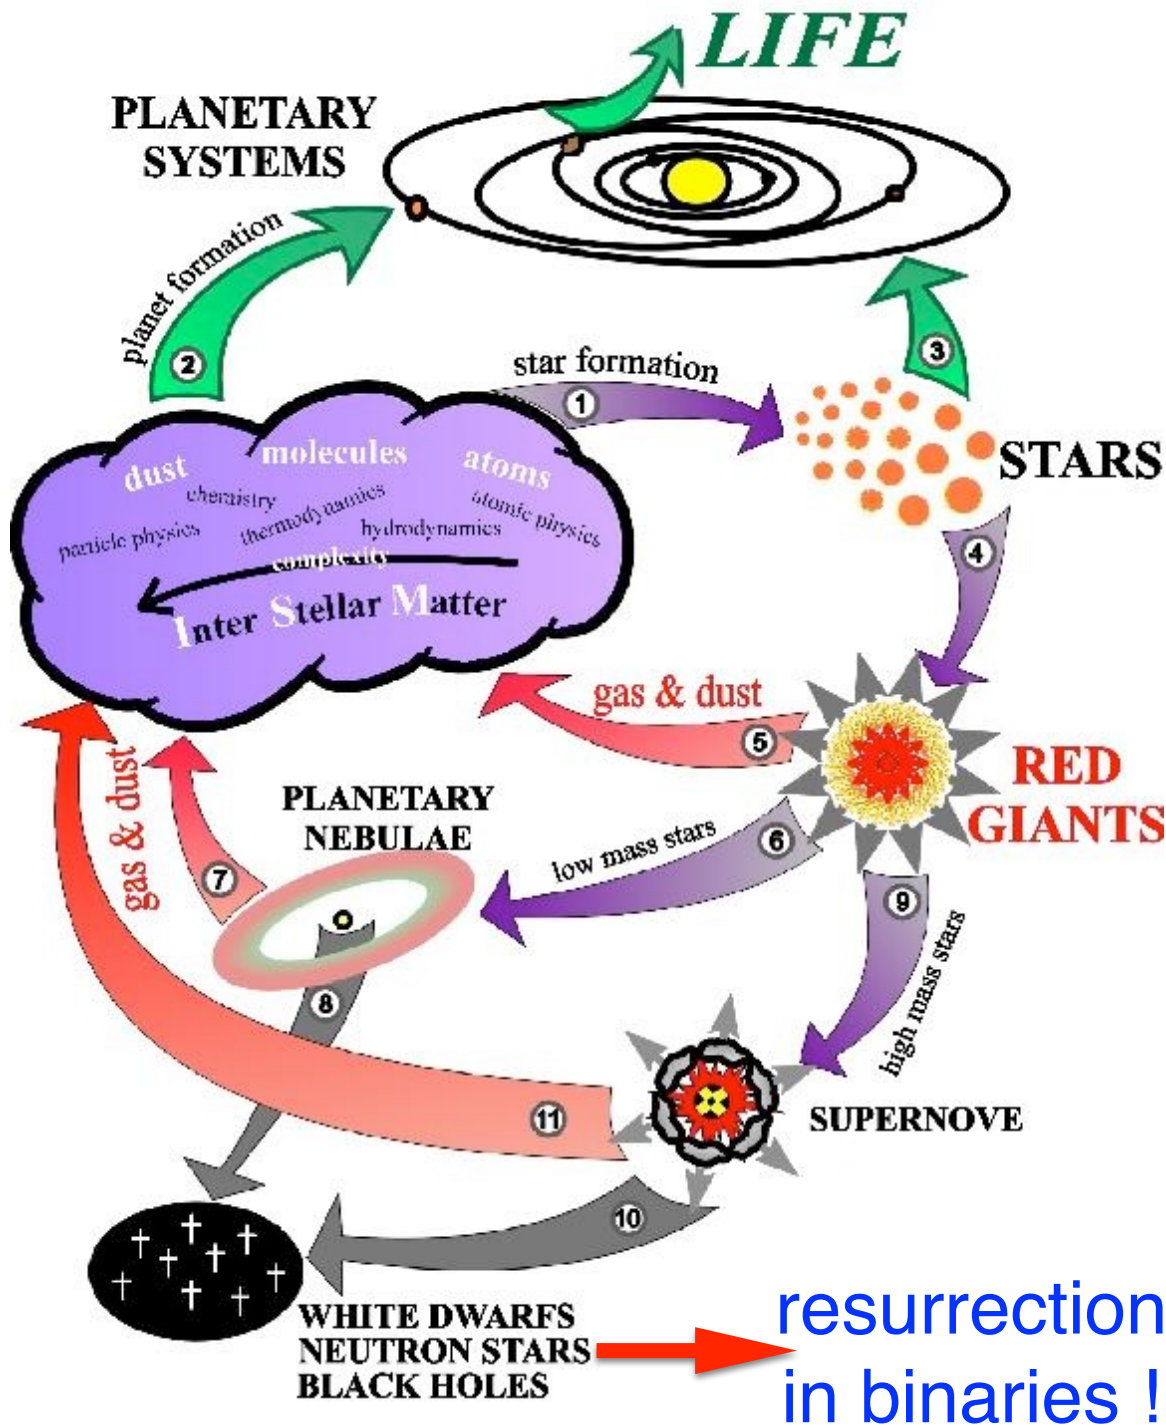 LIFE
PLANETARY
SYSTEMS
planet formation
2
3
star formation
1
STARS
dust
molecules
atoms
chemistry
thermodynamics
atomic physics
particle physics
hydrodynamics
complexity
Inter Stellar Matter
4
gas & dust
5
RED
GIANTS
gas & dust
PLANETARY
NEBULAE
low mass stars
6
7
9
high mass stars
8
11
SUPERNOVE
10
WHITE DWARFS
NEUTRON STARS
BLACK HOLES
resurrection
in binaries !